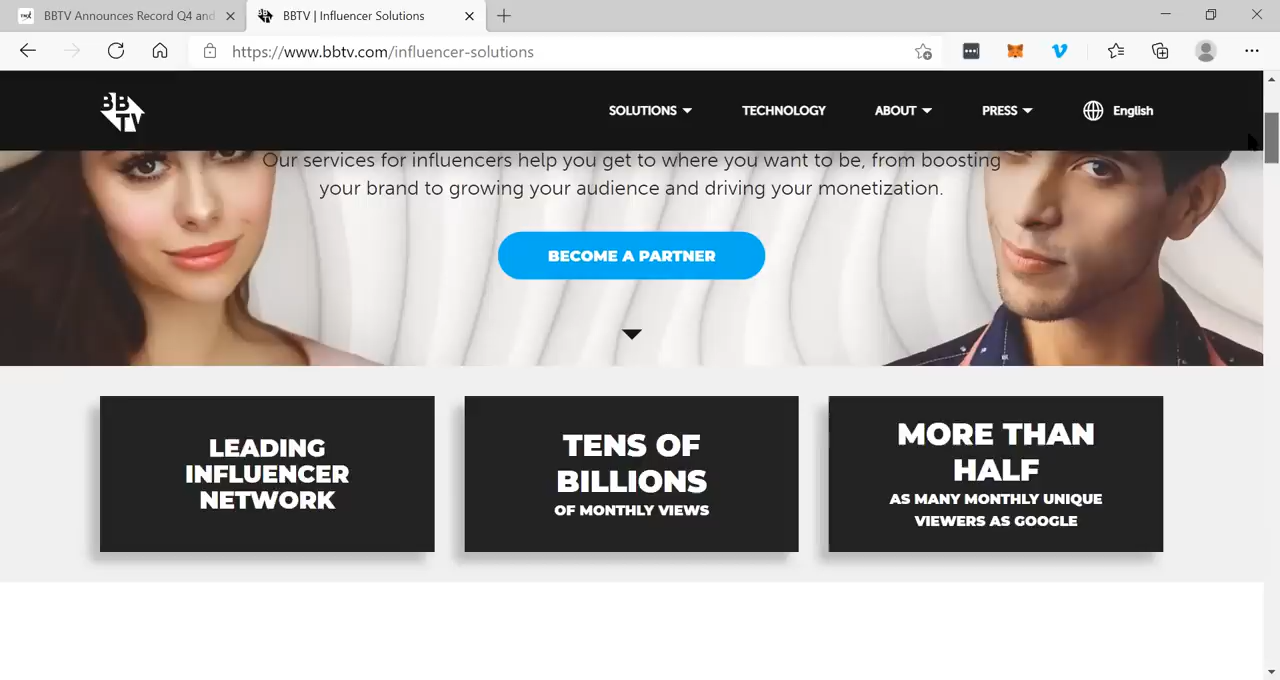 BBTV Announces Record Q4 and
BBTV | Influencer Solutions
https://www.bbtv.com/influencer-solutions
BB
TV
SOLUTIONS
TECHNOLOGY
ABOUT
PRESS
English
Our services for influencers help you get to where you want to be, from boosting
your brand to growing your audience and driving your monetization.
BECOME A PARTNER
LEADING
INFLUENCER
NETWORK
TENS OF
BILLIONS
OF MONTHLY VIEWS
MORE THAN
HALF
AS MANY MONTHLY UNIQUE
VIEWERS AS GOOGLE